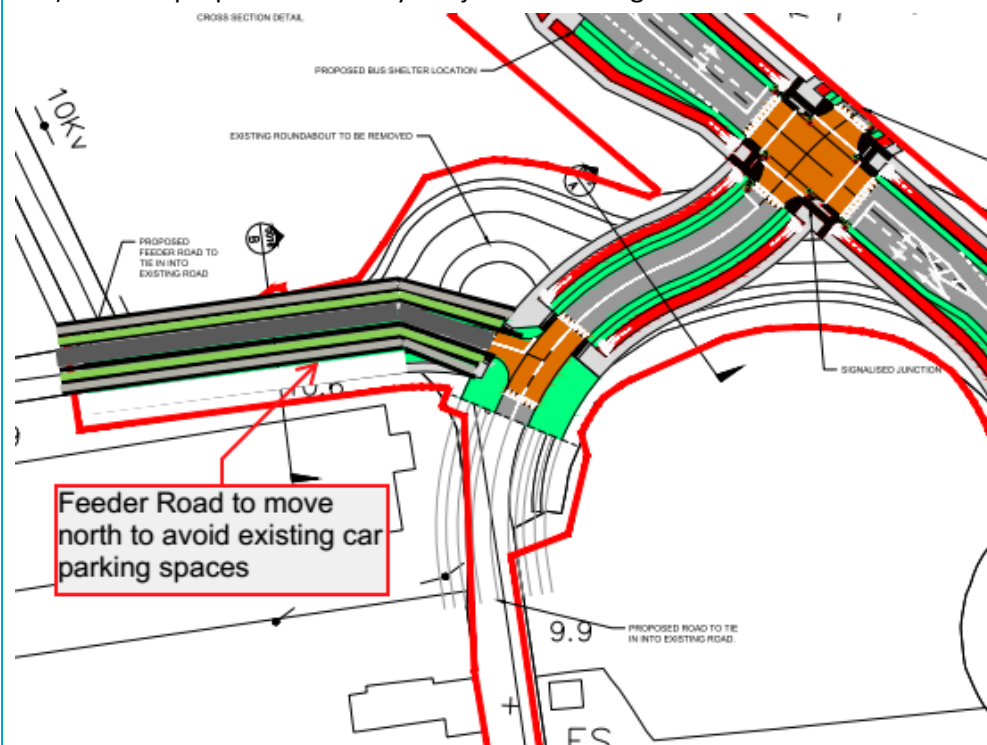 CROSS SECTION DETAIL
PROPOSED BUS SHELTER LOCATION
10Kv
EXISTING ROUNDABOUT TO BE REMOVED
A
B
PROPOSED
FEEDER ROAD TO
TIE IN INTO
EXISTING ROAD
SIGNALISED JUNCTION
Feeder Road to move
north to avoid existing car
parking spaces
9.9
PROPOSED ROAD TO TIE
IN INTO EXISTING ROAD.
ES